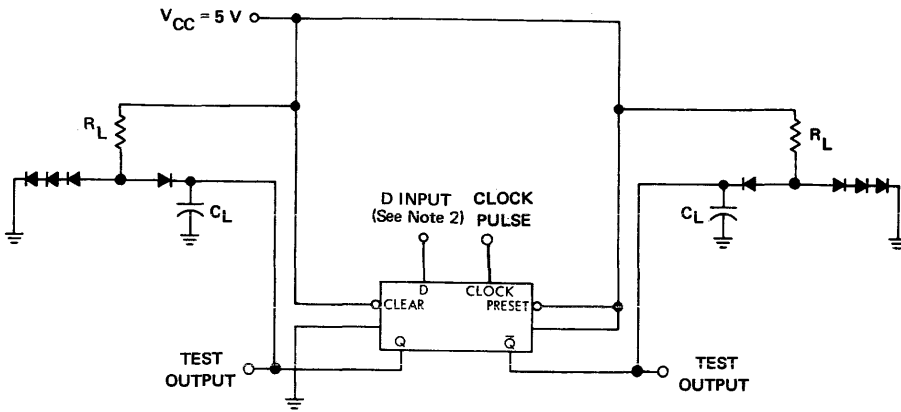 VCC = 5 V
RL
RL
CL
CL
D INPUT
(See Note 2)
CLOCK
PULSE
D
CLOCK
CLEAR
PRESET
Q
Q̅
TEST
OUTPUT
TEST
OUTPUT